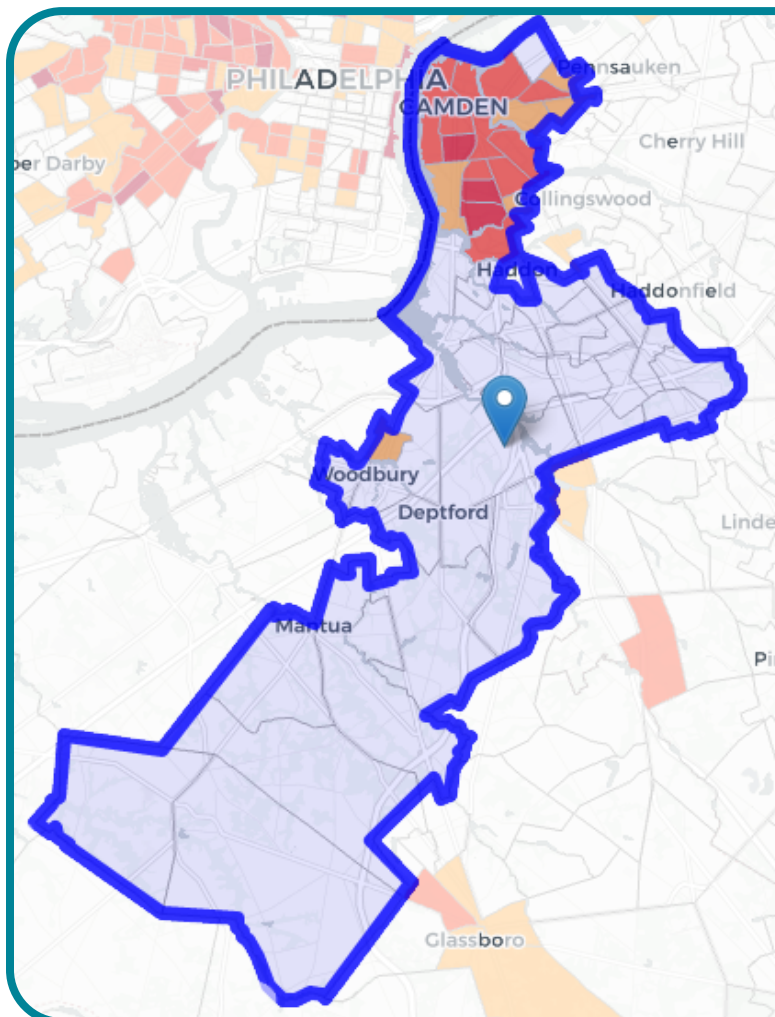 PHILADELPHIA
Pennsauken
CAMDEN
Cherry Hill
per Darby
Collingswood
Haddon
Haddonfield
Woodbury
Deptford
Linde
Mantua
Pi
Glassboro